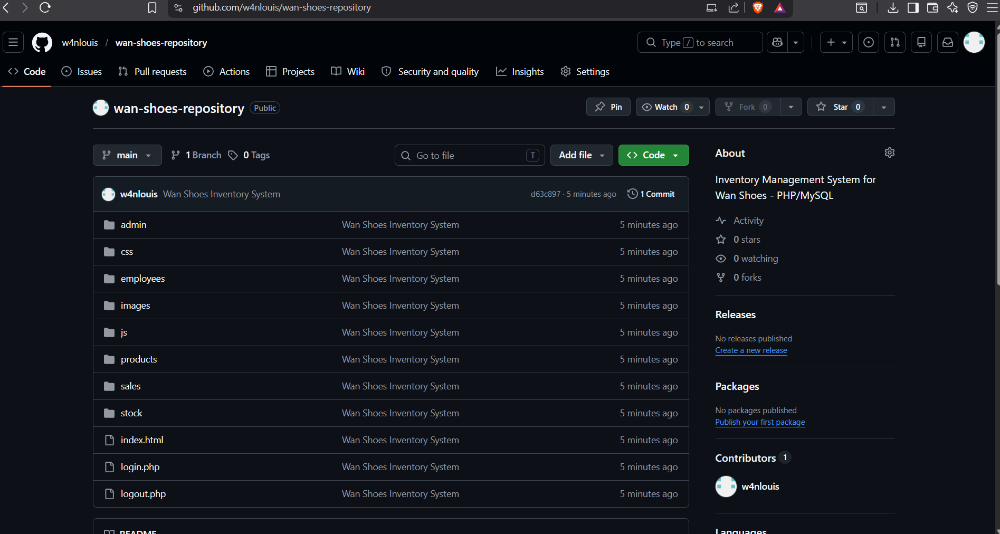 github.com/w4nlouis/wan-shoes-repository
w4nlouis / wan-shoes-repository
Type / to search
Code Issues Pull requests Actions Projects Wiki Security and quality Insights Settings
wan-shoes-repository Public
Pin Watch 0 Fork 0 Star 0
main 1 Branch 0 Tags Go to file T Add file Code
w4nlouis Wan Shoes Inventory System d63c897 · 5 minutes ago 1 Commit
admin Wan Shoes Inventory System 5 minutes ago
css Wan Shoes Inventory System 5 minutes ago
employees Wan Shoes Inventory System 5 minutes ago
images Wan Shoes Inventory System 5 minutes ago
js Wan Shoes Inventory System 5 minutes ago
products Wan Shoes Inventory System 5 minutes ago
sales Wan Shoes Inventory System 5 minutes ago
stock Wan Shoes Inventory System 5 minutes ago
index.html Wan Shoes Inventory System 5 minutes ago
login.php Wan Shoes Inventory System 5 minutes ago
logout.php Wan Shoes Inventory System 5 minutes ago
README
About
Inventory Management System for
Wan Shoes - PHP/MySQL
Activity
0 stars
0 watching
0 forks
Releases
No releases published
Create a new release
Packages
No packages published
Publish your first package
Contributors 1
w4nlouis
Languages